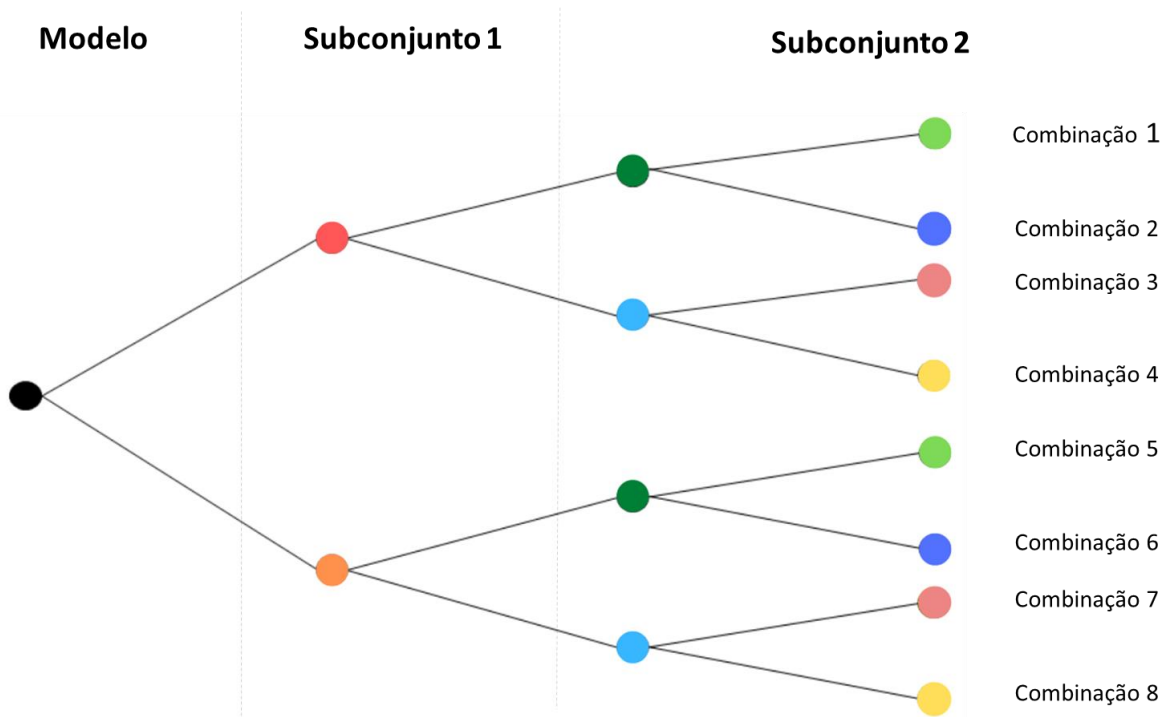 Modelo
Subconjunto 1
Subconjunto 2
Combinação 1
Combinação 2
Combinação 3
Combinação 4
Combinação 5
Combinação 6
Combinação 7
Combinação 8